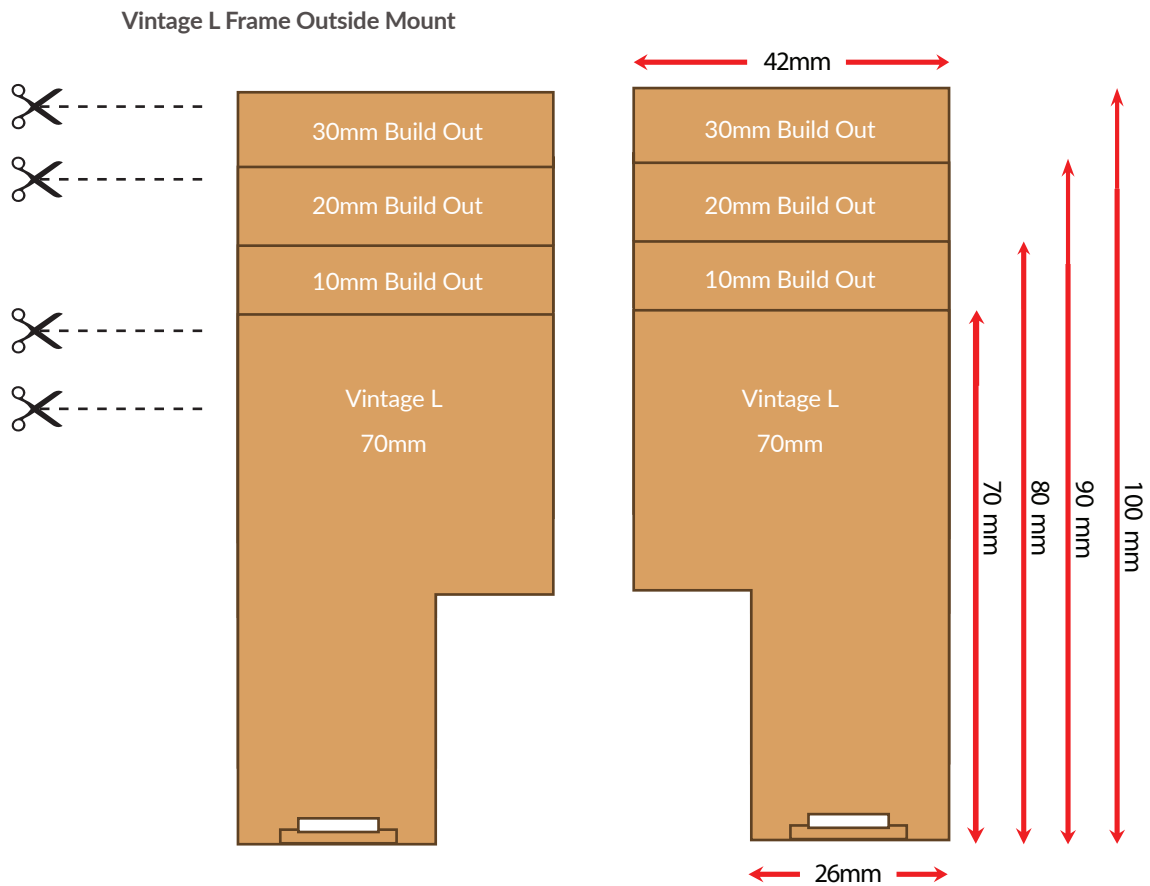 Vintage L Frame Outside Mount
30mm Build Out
20mm Build Out
10mm Build Out
Vintage L
70mm
42mm
30mm Build Out
20mm Build Out
10mm Build Out
Vintage L
70mm
70 mm
80 mm
90 mm
100 mm
26mm